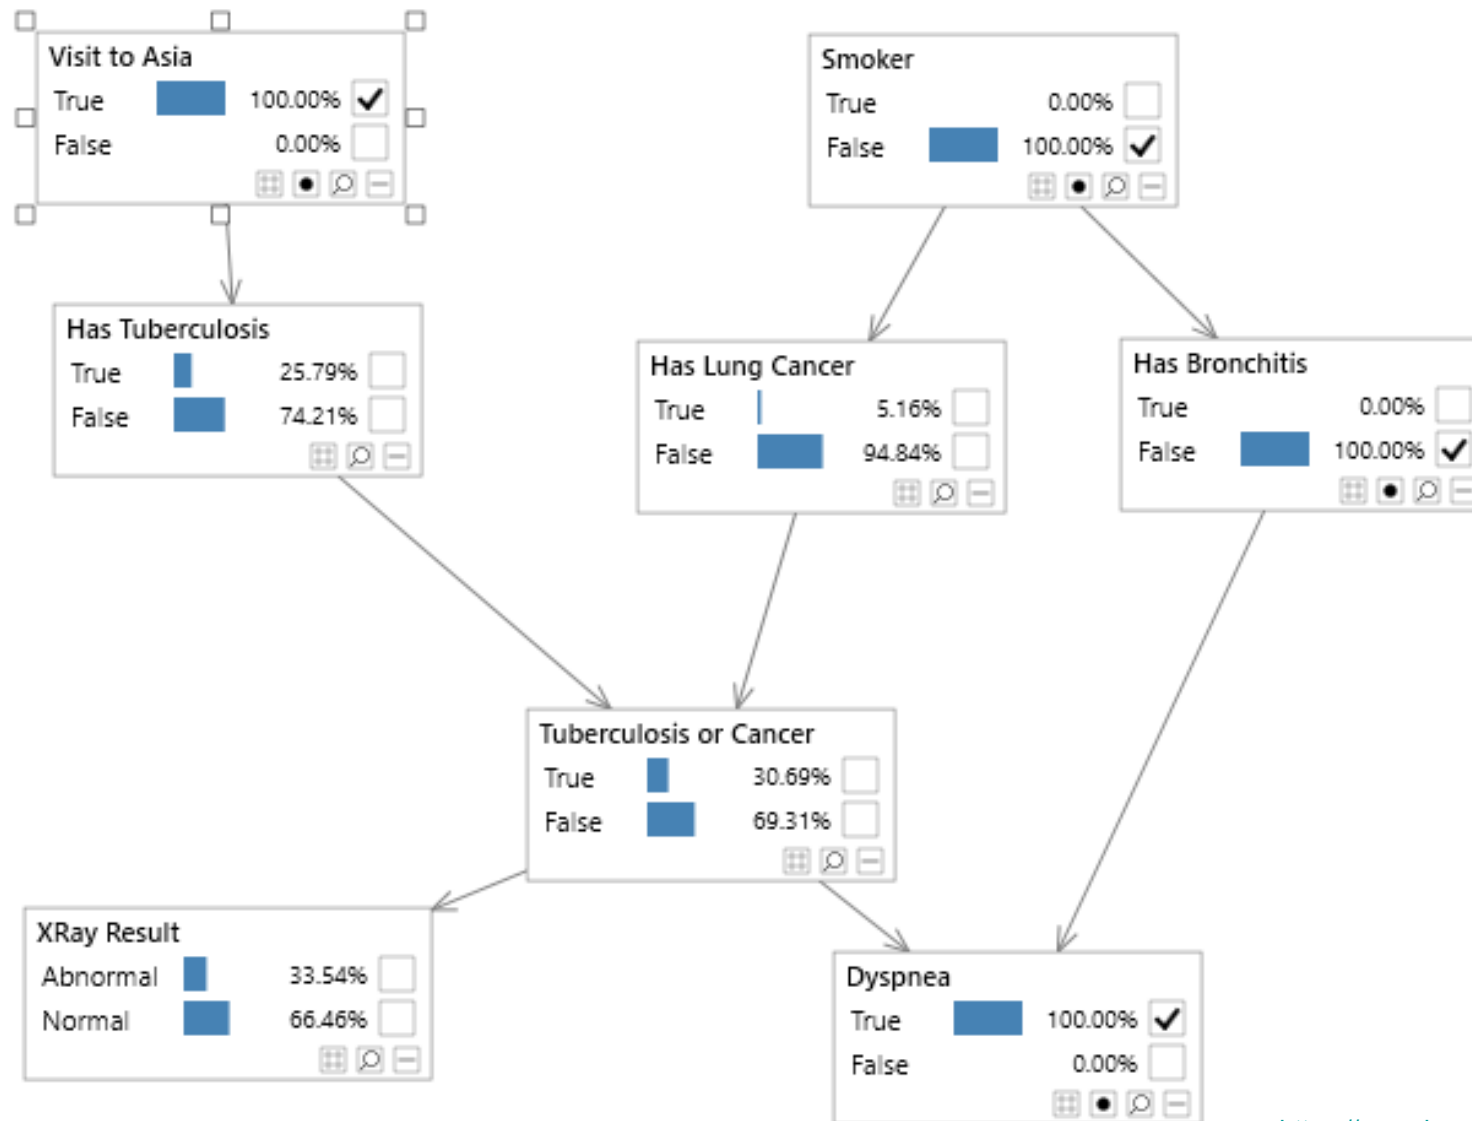 Visit to Asia
True 100.00%
False 0.00%
Smoker
True 0.00%
False 100.00%
Has Tuberculosis
True 25.79%
False 74.21%
Has Lung Cancer
True 5.16%
False 94.84%
Has Bronchitis
True 0.00%
False 100.00%
Tuberculosis or Cancer
True 30.69%
False 69.31%
XRay Result
Abnormal 33.54%
Normal 66.46%
Dyspnea
True 100.00%
False 0.00%